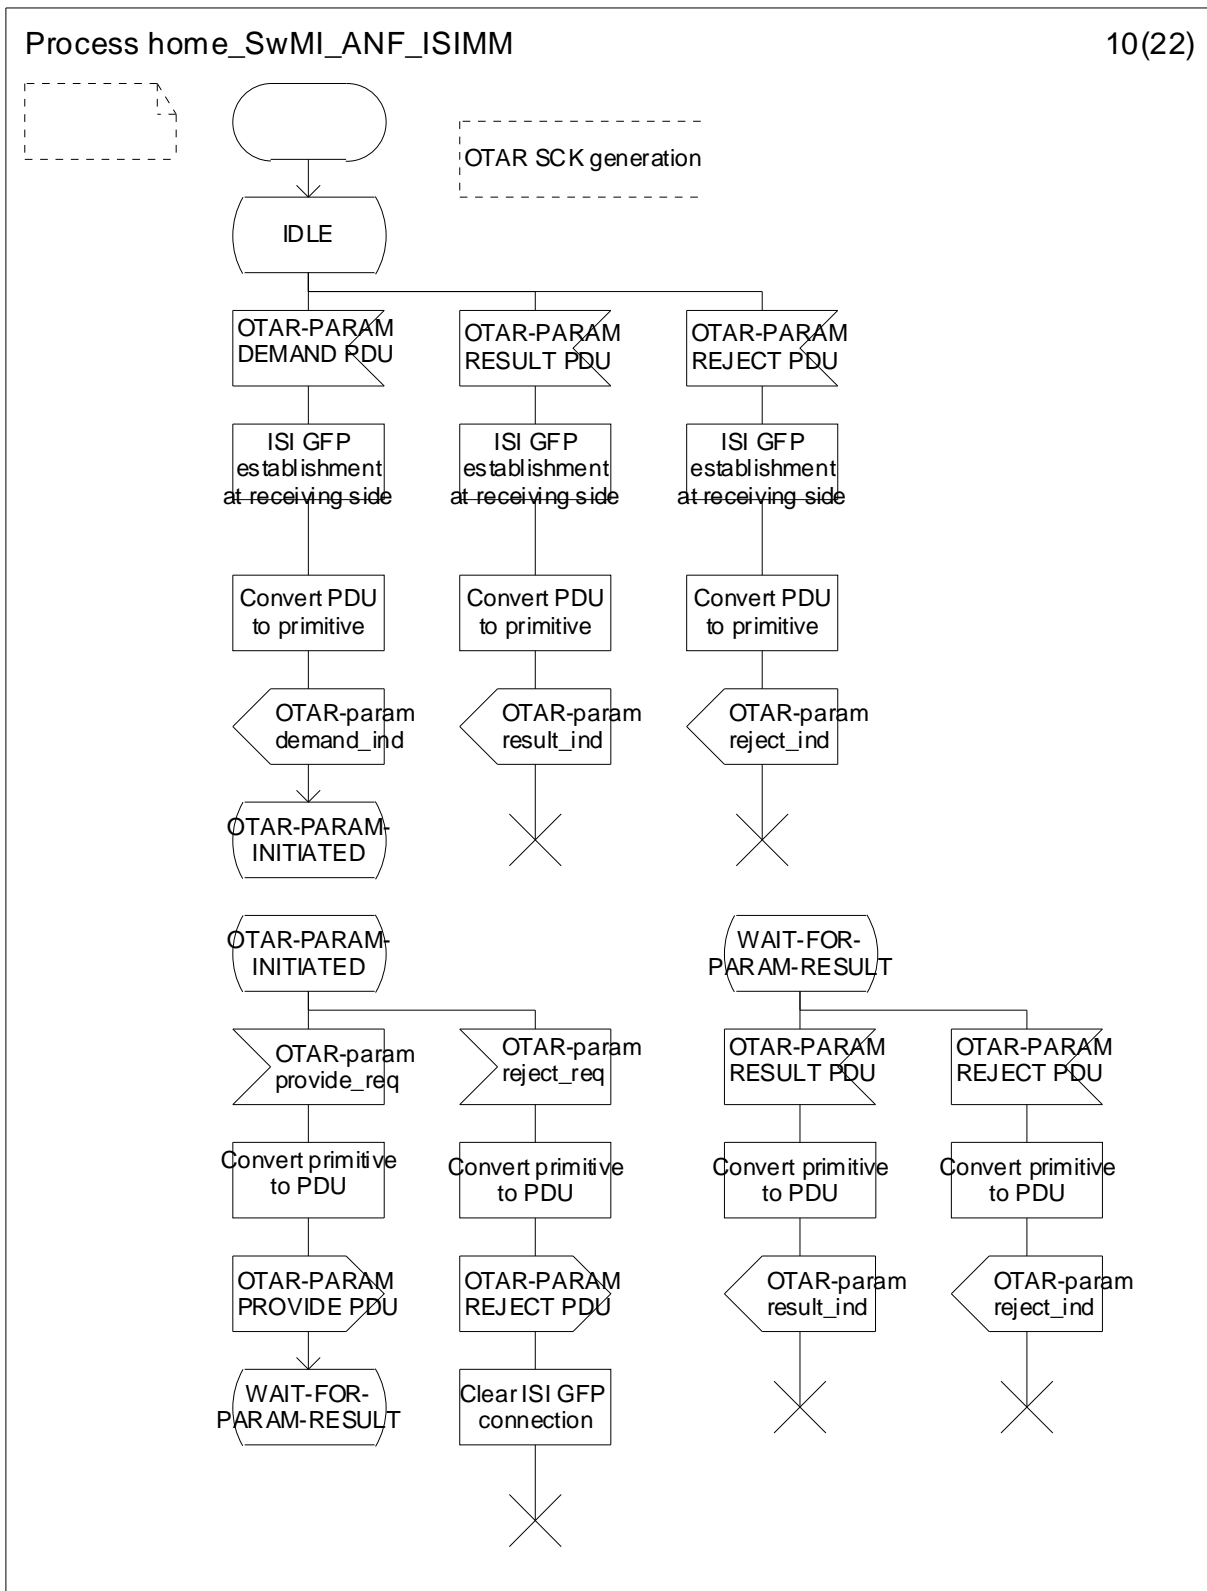 Process home_SwMI_ANF_ISIMM
10(22)
OTAR SCK generation
IDLE
OTAR-PARAM
DEMAND PDU
OTAR-PARAM
RESULT PDU
OTAR-PARAM
REJECT PDU
ISI GFP
establishment
at receiving side
ISI GFP
establishment
at receiving side
ISI GFP
establishment
at receiving side
Convert PDU
to primitive
Convert PDU
to primitive
Convert PDU
to primitive
OTAR-param
demand_ind
OTAR-param
result_ind
OTAR-param
reject_ind
OTAR-PARAM-
INITIATED
OTAR-PARAM-
INITIATED
WAIT-FOR-
PARAM-RESULT
OTAR-param
provide_req
OTAR-param
reject_req
OTAR-PARAM
RESULT PDU
OTAR-PARAM
REJECT PDU
Convert primitive
to PDU
Convert primitive
to PDU
Convert primitive
to PDU
Convert primitive
to PDU
OTAR-PARAM
PROVIDE PDU
OTAR-PARAM
REJECT PDU
OTAR-param
result_ind
OTAR-param
reject_ind
WAIT-FOR-
PARAM-RESULT
Clear ISI GFP
connection